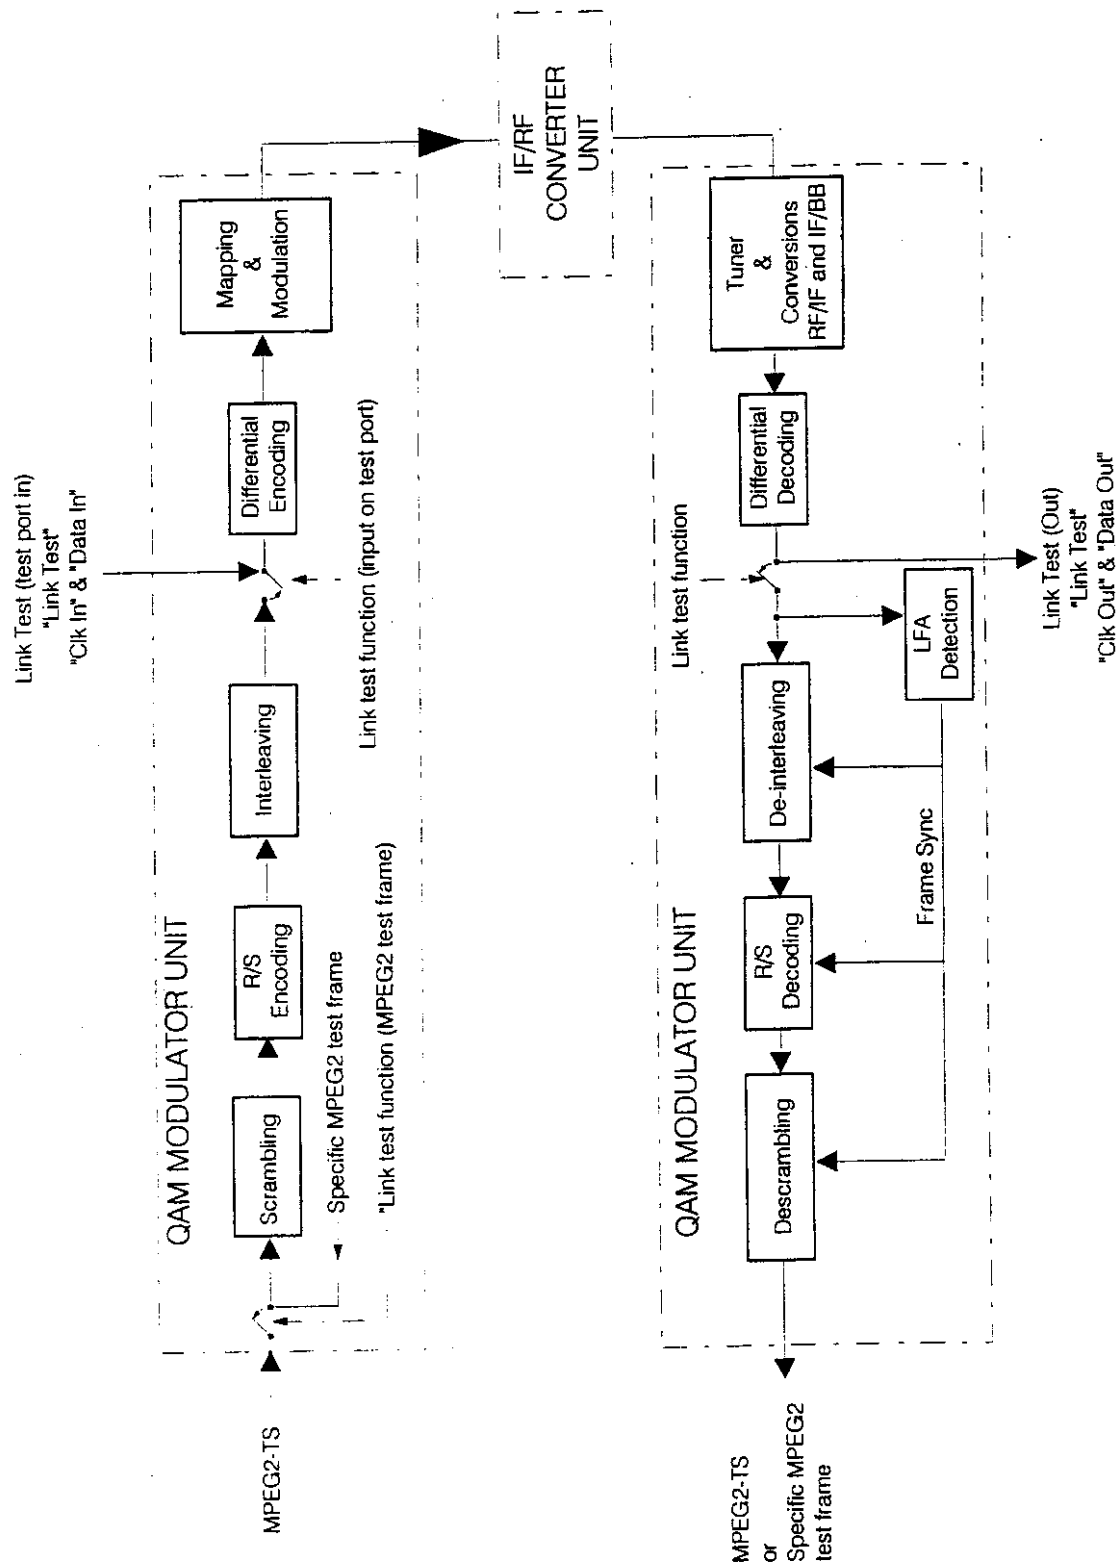 Link Test (test port in)
"Link Test"
"Clk In" & "Data In"
QAM MODULATOR UNIT
MPEG2-TS
Scrambling
R/S
Encoding
Interleaving
Differential
Encoding
Mapping
&
Modulation
Specific MPEG2 test frame
"Link test function (MPEG2 test frame)
Link test function (input on test port)
IF/RF
CONVERTER
UNIT
Link test function
QAM MODULATOR UNIT
MPEG2-TS
or
Specific MPEG2
test frame
Descrambling
R/S
Decoding
De-interleaving
Differential
Decoding
Tuner
&
Conversions
RF/IF and IF/BB
Frame Sync
LFA
Detection
Link Test (Out)
"Link Test"
"Clk Out" & "Data Out"